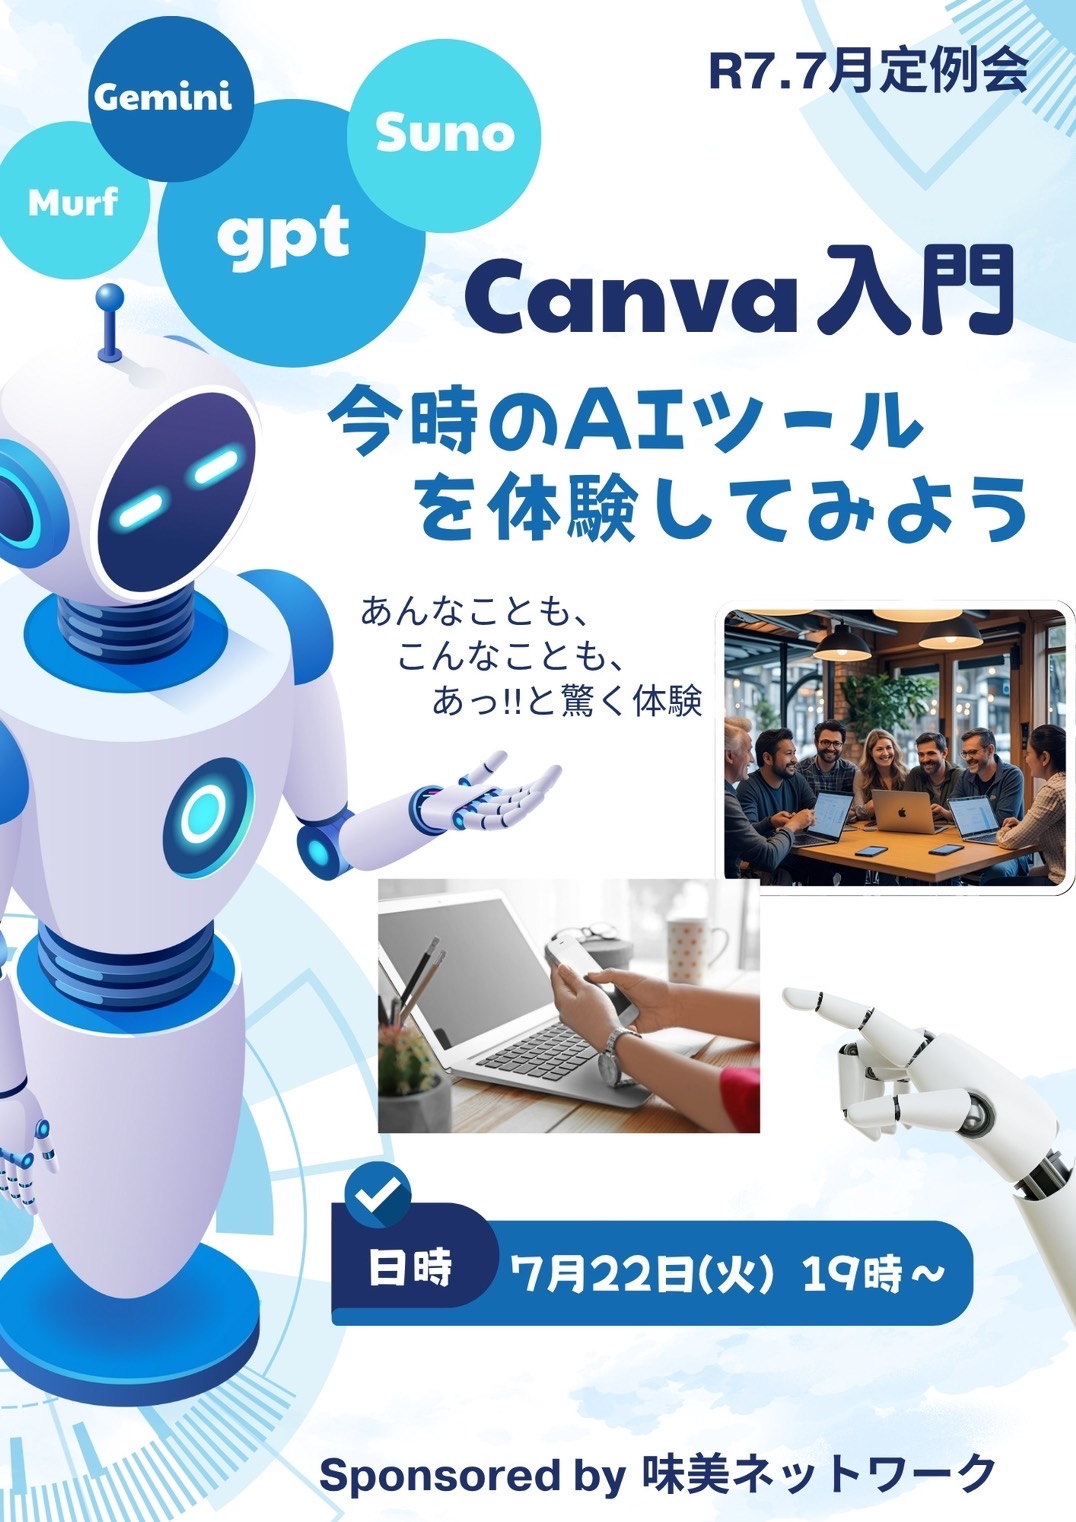 R7.7月定例会
Gemini
Suno
Murf
gpt
Canva入門
今時のAIツール
を体験してみよう
あんなことも、
こんなことも、
あっ!!と驚く体験
日時
7月22日(火) 19時～
Sponsored by 味美ネットワーク